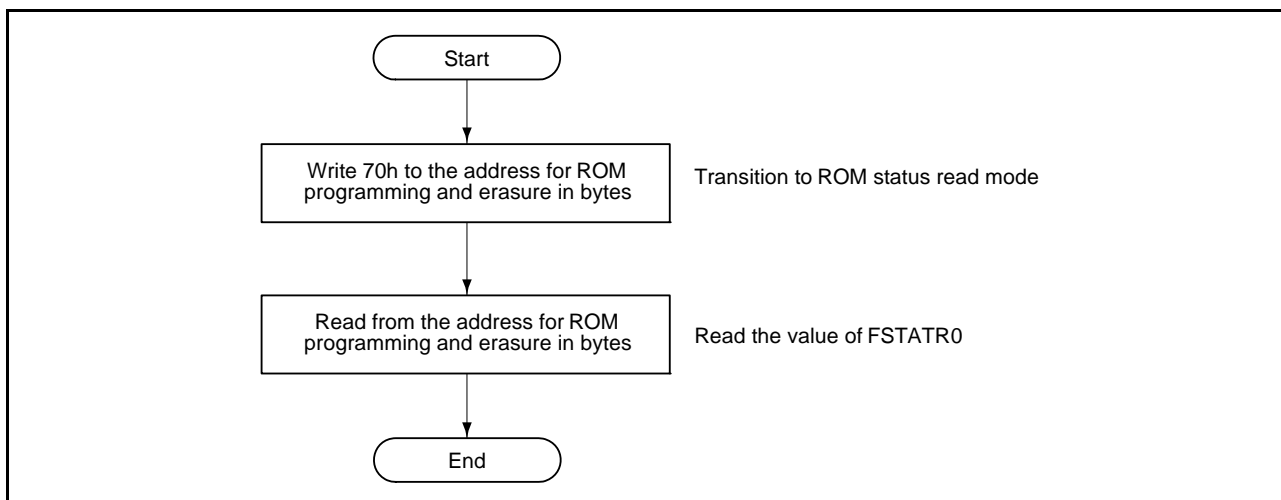 Start
Write 70h to the address for ROM
programming and erasure in bytes
Transition to ROM status read mode
Read from the address for ROM
programming and erasure in bytes
Read the value of FSTATR0
End